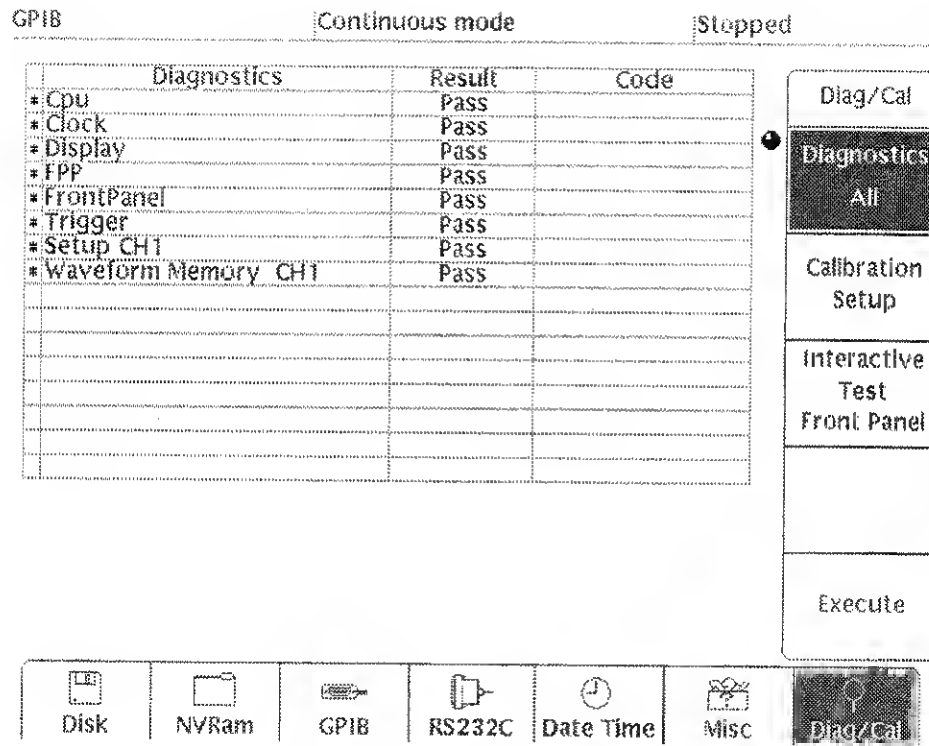 GPIB Continuous mode Stopped
Diagnostics Result Code
* Cpu Pass
* Clock Pass
* Display Pass
* FPP Pass
* FrontPanel Pass
* Trigger Pass
* Setup CH1 Pass
* Waveform Memory CH1 Pass
Diag/Cal
Diagnostics
All
Calibration
Setup
Interactive
Test
Front Panel
Execute
Disk NVRam GPIB RS232C Date Time Misc Diag/Cal